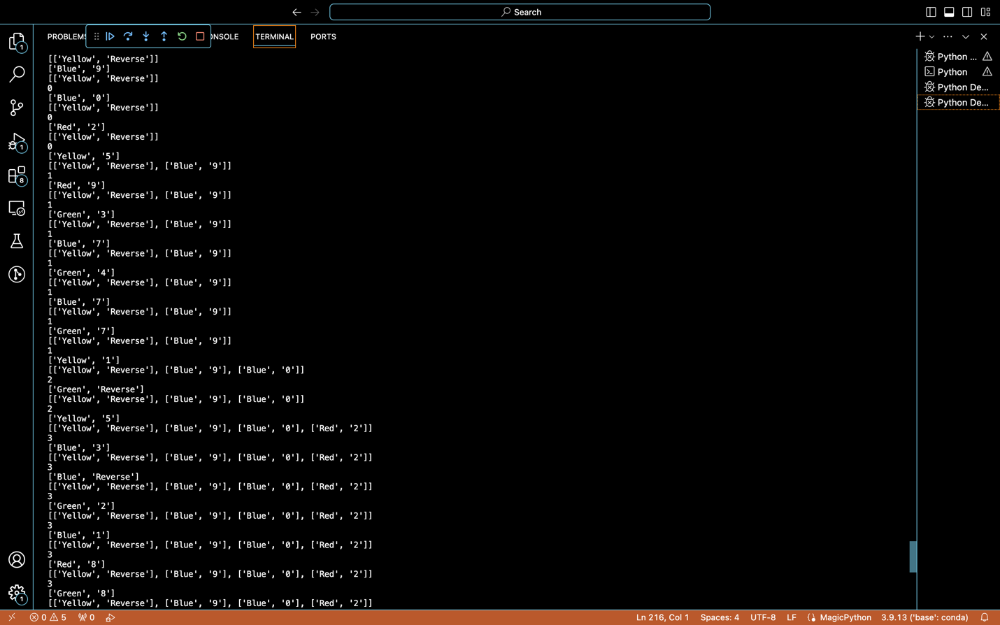 Search
PROBLEMS
ONSOLE
TERMINAL
PORTS
[['Yellow', 'Reverse']]
['Blue', '9']
[['Yellow', 'Reverse']]
0
['Blue', '0']
[['Yellow', 'Reverse']]
0
['Red', '2']
[['Yellow', 'Reverse']]
0
['Yellow', '5']
[['Yellow', 'Reverse'], ['Blue', '9']]
1
['Red', '9']
[['Yellow', 'Reverse'], ['Blue', '9']]
1
['Green', '3']
[['Yellow', 'Reverse'], ['Blue', '9']]
1
['Blue', '7']
[['Yellow', 'Reverse'], ['Blue', '9']]
1
['Green', '4']
[['Yellow', 'Reverse'], ['Blue', '9']]
1
['Blue', '7']
[['Yellow', 'Reverse'], ['Blue', '9']]
1
['Green', '7']
[['Yellow', 'Reverse'], ['Blue', '9']]
1
['Yellow', '1']
[['Yellow', 'Reverse'], ['Blue', '9'], ['Blue', '0']]
2
['Green', 'Reverse']
[['Yellow', 'Reverse'], ['Blue', '9'], ['Blue', '0']]
2
['Yellow', '5']
[['Yellow', 'Reverse'], ['Blue', '9'], ['Blue', '0'], ['Red', '2']]
3
['Blue', '3']
[['Yellow', 'Reverse'], ['Blue', '9'], ['Blue', '0'], ['Red', '2']]
3
['Blue', 'Reverse']
[['Yellow', 'Reverse'], ['Blue', '9'], ['Blue', '0'], ['Red', '2']]
3
['Green', '2']
[['Yellow', 'Reverse'], ['Blue', '9'], ['Blue', '0'], ['Red', '2']]
3
['Blue', '1']
[['Yellow', 'Reverse'], ['Blue', '9'], ['Blue', '0'], ['Red', '2']]
3
['Red', '8']
[['Yellow', 'Reverse'], ['Blue', '9'], ['Blue', '0'], ['Red', '2']]
3
['Green', '8']
[['Yellow', 'Reverse'], ['Blue', '9'], ['Blue', '0'], ['Red', '2']]
Python ...
Python
Python De...
Python De...
1
1
8
1
0 5 0
Ln 216, Col 1 Spaces: 4 UTF-8 LF MagicPython 3.9.13 ('base': conda)